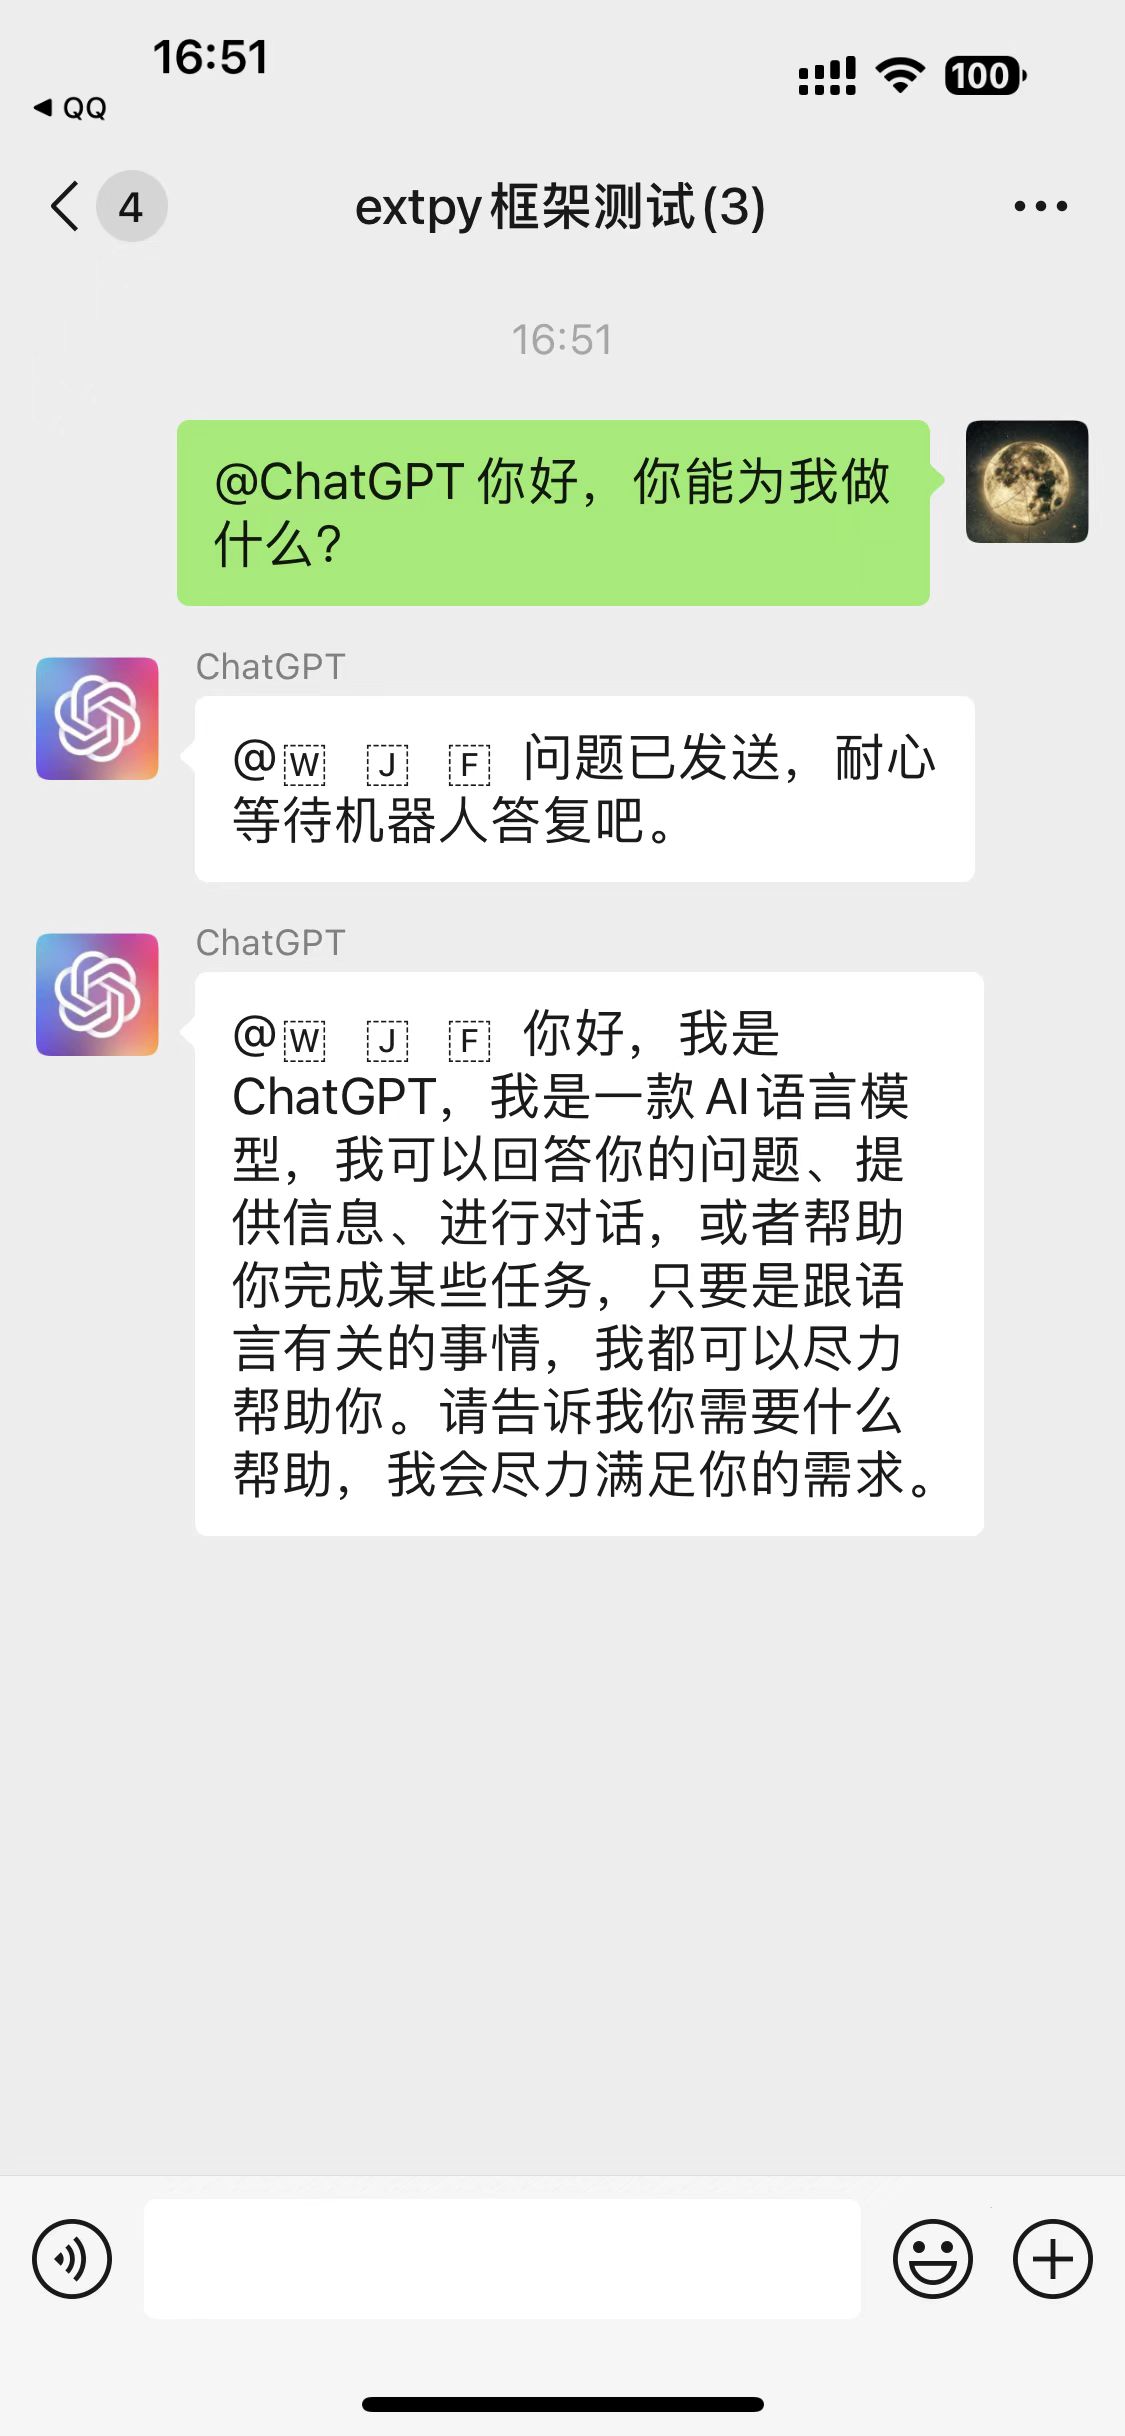 16:51
100
◀ QQ
4
extpy框架测试(3)
16:51
@ChatGPT 你好，你能为我做
什么？
ChatGPT
@🇼 🇯 🇫 问题已发送，耐心
等待机器人答复吧。
ChatGPT
@🇼 🇯 🇫 你好，我是
ChatGPT，我是一款AI语言模
型，我可以回答你的问题、提
供信息、进行对话，或者帮助
你完成某些任务，只要是跟语
言有关的事情，我都可以尽力
帮助你。请告诉我你需要什么
帮助，我会尽力满足你的需求。